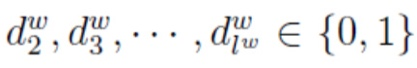 $d_2^w, d_3^w, \cdots, d_{l^w}^w \in \{0, 1\}$